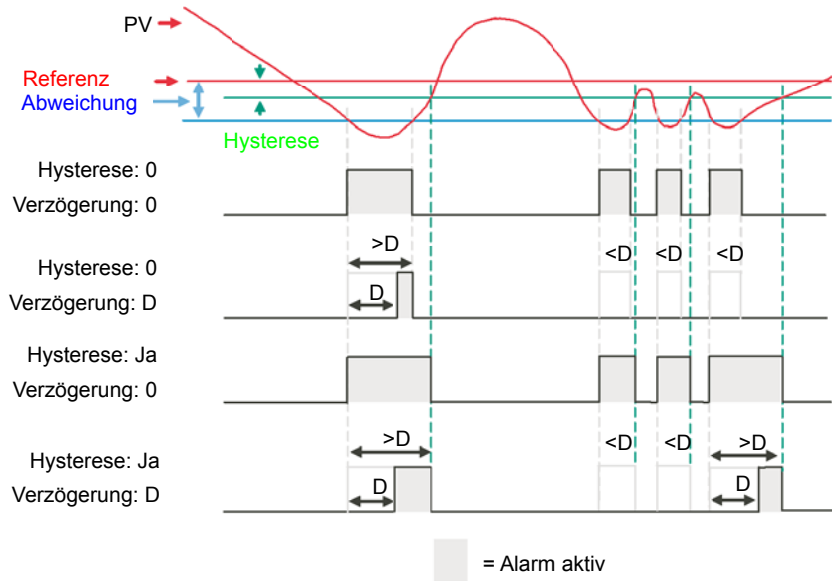 PV
Referenz
Abweichung
Hysterese
Hysterese: 0
Verzögerung: 0
>D
<D
<D
<D
Hysterese: 0
D
Verzögerung: D
Hysterese: Ja
Verzögerung: 0
>D
<D
<D
>D
Hysterese: Ja
D
D
Verzögerung: D
= Alarm aktiv